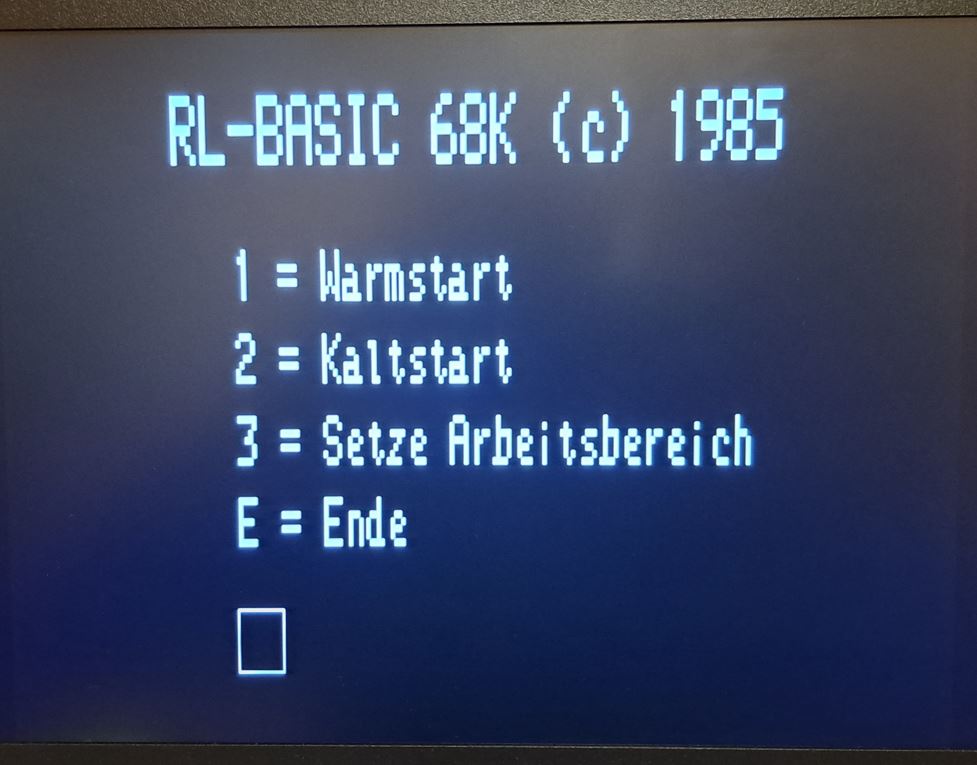 RL-BASIC 68K (c) 1985
1 = Warmstart
2 = Kaltstart
3 = Setze Arbeitsbereich
E = Ende